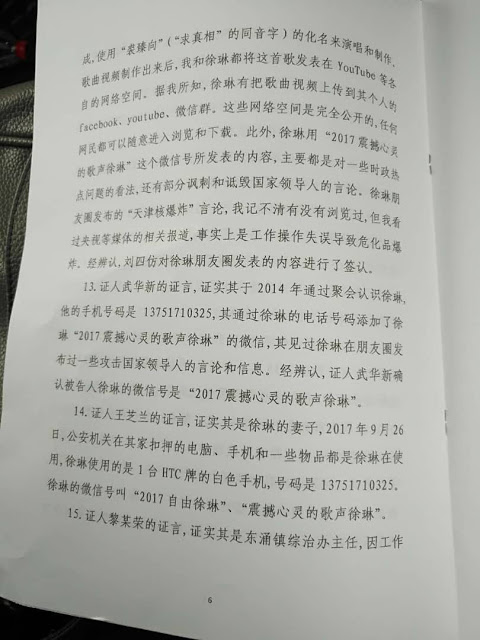 成,使用“裘臻向”(“求真相”的同音字)的化名来演唱和制作,
歌曲视频制作出来后,我和徐琳都将这首歌发表在 YouTube 等各
自的网络空间。据我所知,徐琳有把歌曲视频上传到其个人的
facebook、youtube、微信群。这些网络空间是完全公开的,任何
网民都可以随意进入浏览和下载。此外,徐琳用“2017 震撼心灵
的歌声徐琳”这个微信号所发表的内容,主要都是对一些时政热
点问题的看法,还有部分讽刺和诋毁国家领导人的言论。徐琳朋
友圈发布的“天津核爆炸”言论,我记不清有没有浏览过,但我看
过央视等媒体的相关报道,事实上是工作操作失误导致危化品爆
炸。经辨认,刘四仿对徐琳朋友圈发表的内容进行了签认。
13.证人武华新的证言,证实其于 2014 年通过聚会认识徐琳,
他的手机号码是 13751710325,其通过徐琳的电话号码添加了徐
琳“2017 震撼心灵的歌声徐琳”的微信,其见过徐琳在朋友圈发
布过一些攻击国家领导人的言论和信息。经辨认,证人武华新确
认被告人徐琳的微信号是“2017 震撼心灵的歌声徐琳”。
14.证人王芝兰的证言,证实其是徐琳的妻子,2017 年 9 月 26
日,公安机关在其家扣押的电脑、手机和一些物品都是徐琳在使
用,徐琳使用的是 1 台 HTC 牌的白色手机,号码是 13751710325。
徐琳的微信号叫“2017 自由徐琳”、“震撼心灵的歌声徐琳”。
15.证人黎某荣的证言,证实其是东涌镇综治办主任,因工作
6